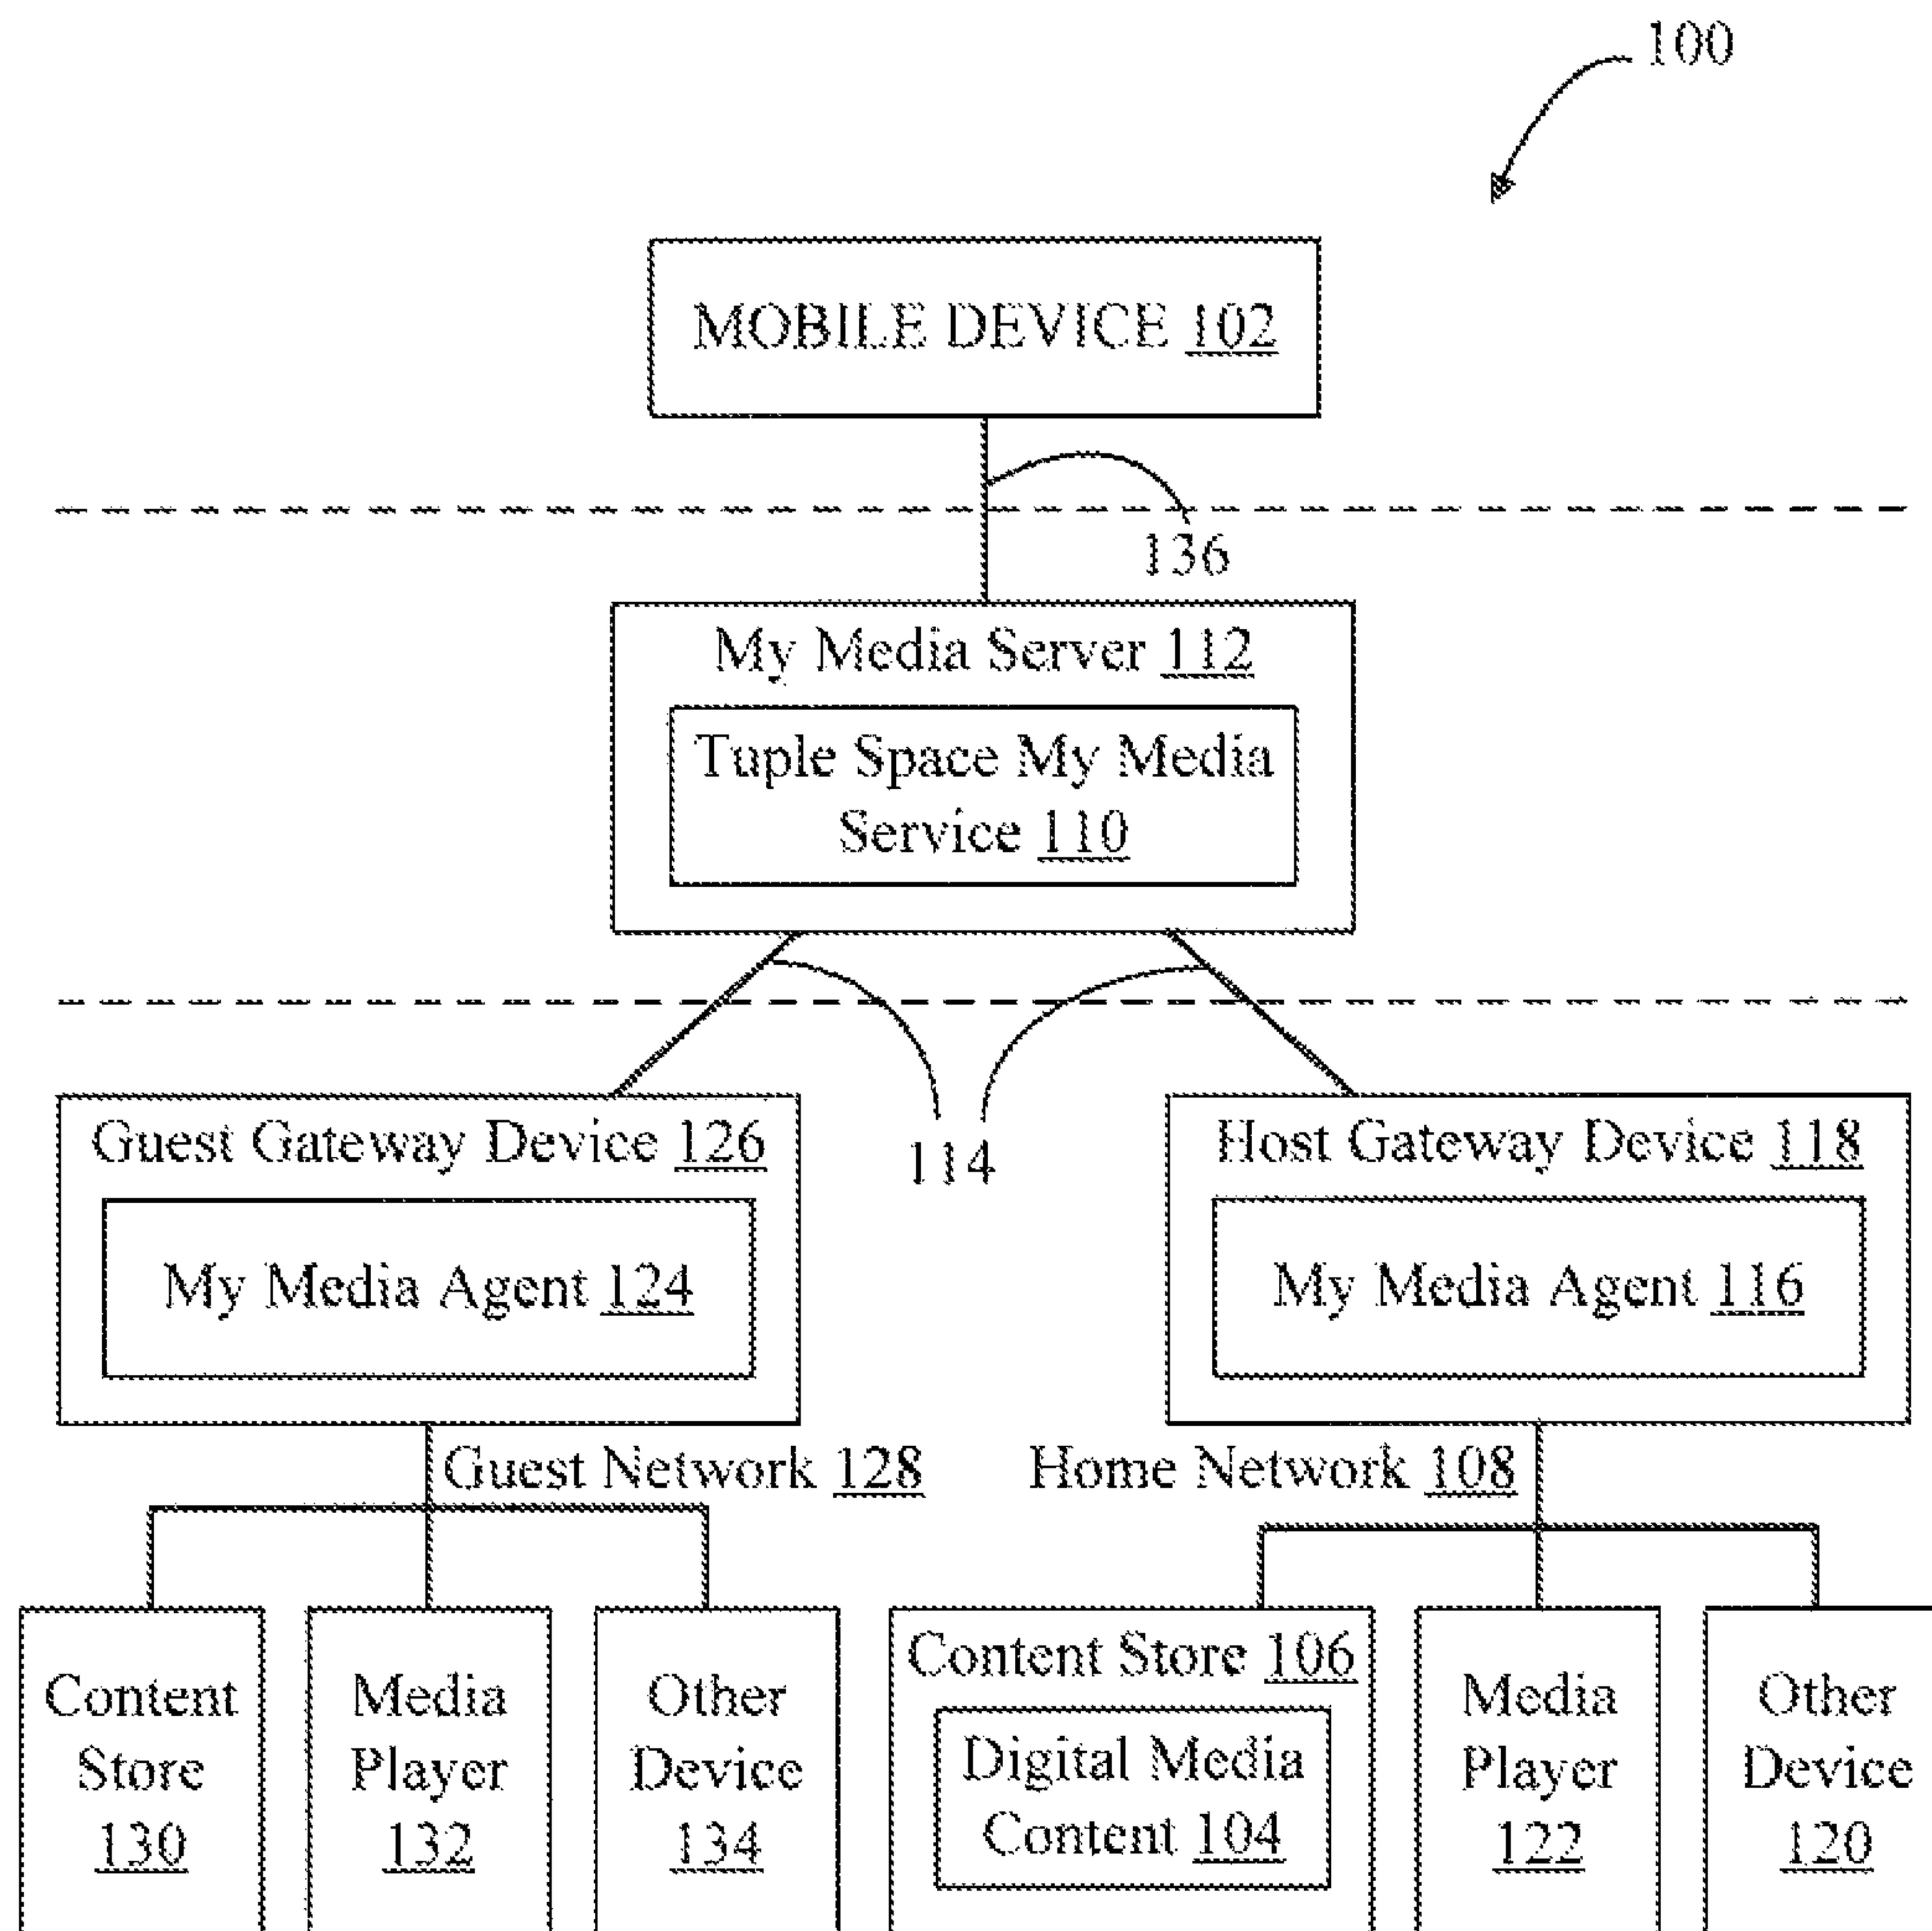 100
MOBILE DEVICE 102
136
My Media Server 112
Tuple Space My Media
Service 110
Guest Gateway Device 126
My Media Agent 124
114
Host Gateway Device 118
My Media Agent 116
Guest Network 128
Home Network 108
Content
Store
130
Media
Player
132
Other
Device
134
Content Store 106
Digital Media
Content 104
Media
Player
122
Other
Device
120